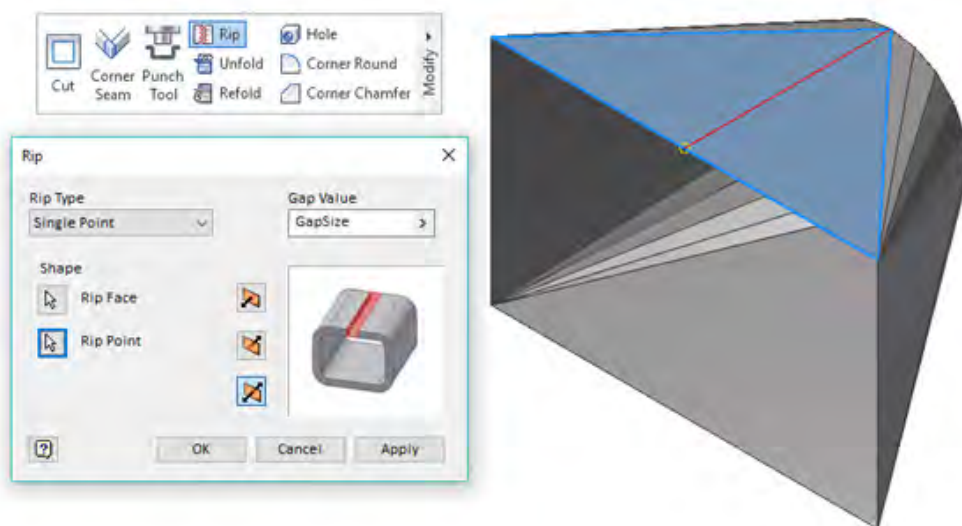 Cut
Corner Seam
Punch Tool
Rip
Unfold
Refold
Hole
Corner Round
Corner Chamfer
Modify
Rip
Rip Type
Single Point
Gap Value
GapSize
Shape
Rip Face
Rip Point
OK
Cancel
Apply